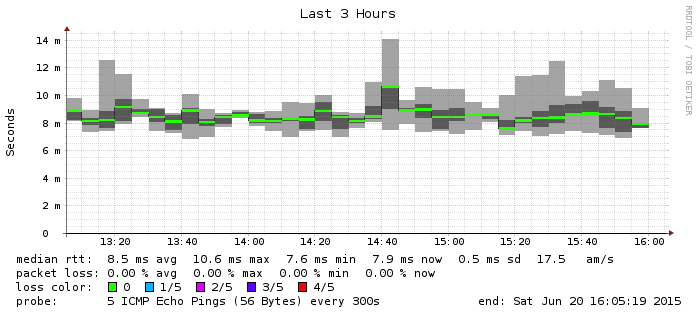 Last 3 Hours
RRDTOOL / TOBI OETIKER
Seconds
14 m
12 m
10 m
8 m
6 m
4 m
2 m
0
13:20 13:40 14:00 14:20 14:40 15:00 15:20 15:40 16:00
median rtt: 8.5 ms avg 10.6 ms max 7.6 ms min 7.9 ms now 0.5 ms sd 17.5 am/s
packet loss: 0.00 % avg 0.00 % max 0.00 % min 0.00 % now
loss color: 0 1/5 2/5 3/5 4/5
probe: 5 ICMP Echo Pings (56 Bytes) every 300s end: Sat Jun 20 16:05:19 2015